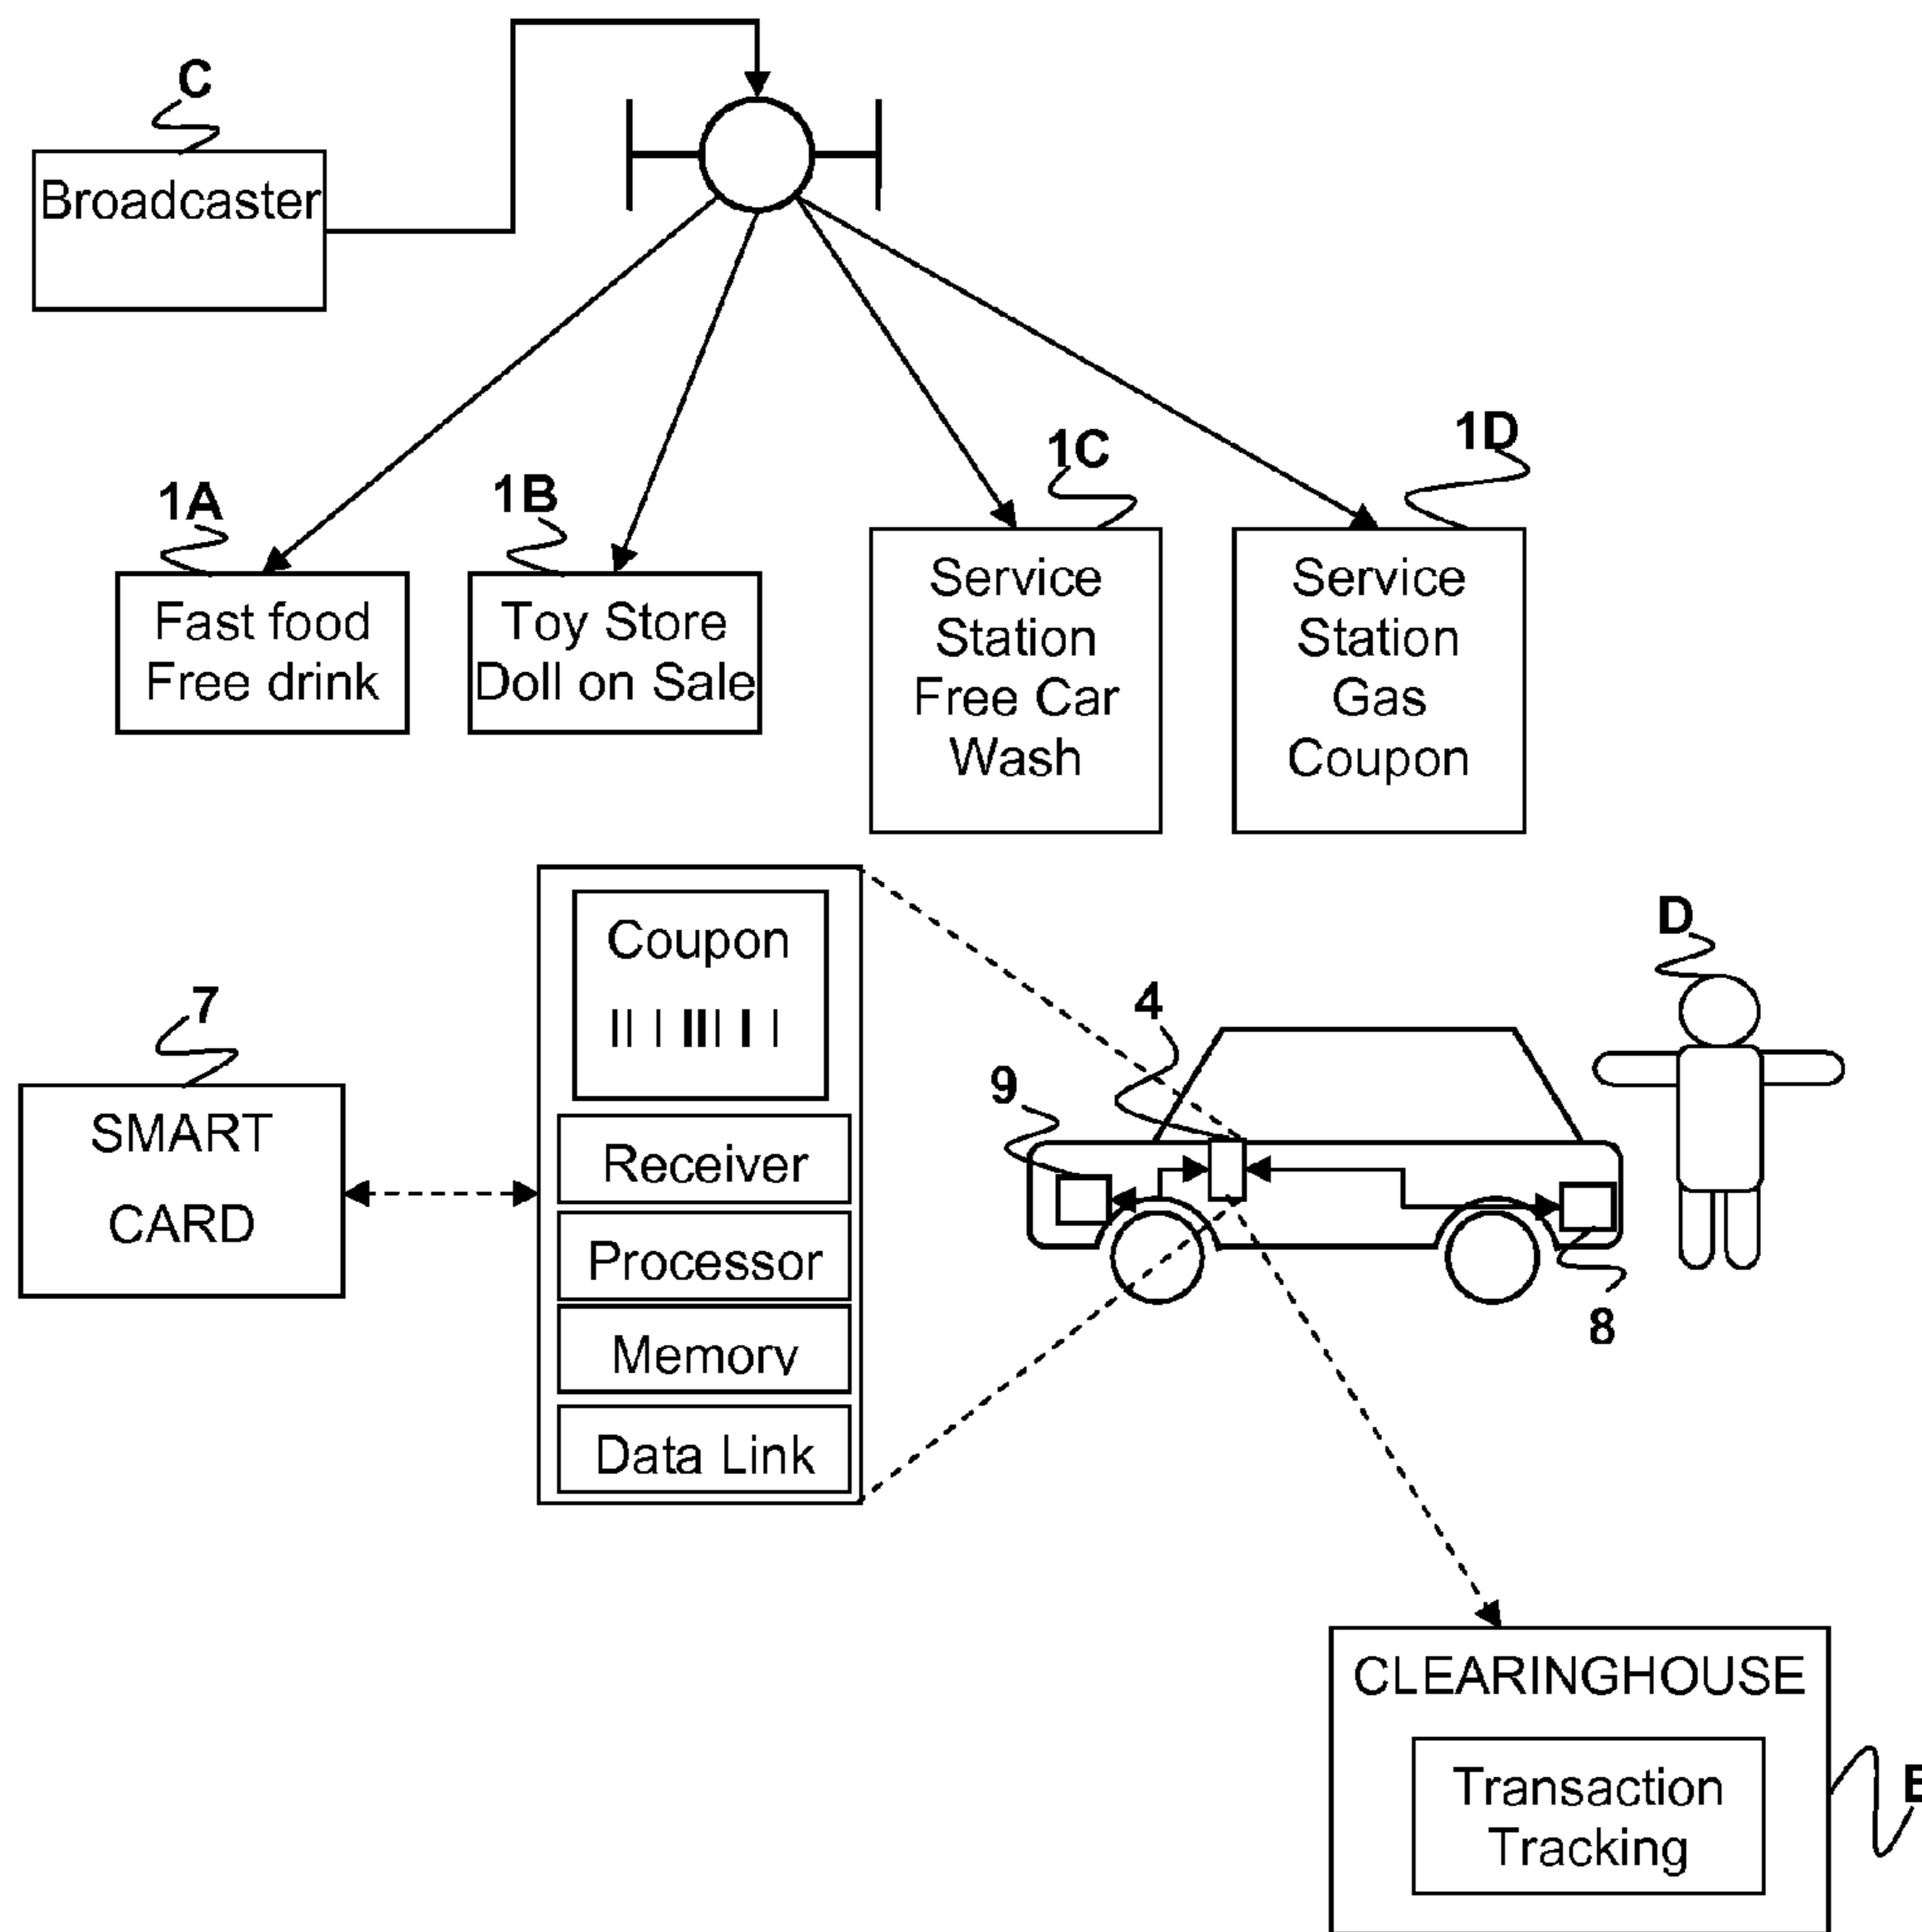 C
Broadcaster
1A
Fast food
Free drink
1B
Toy Store
Doll on Sale
1C
Service
Station
Free Car
Wash
1D
Service
Station
Gas
Coupon
7
SMART
CARD
Coupon
Receiver
Processor
Memory
Data Link
4
9
8
D
CLEARINGHOUSE
Transaction
Tracking